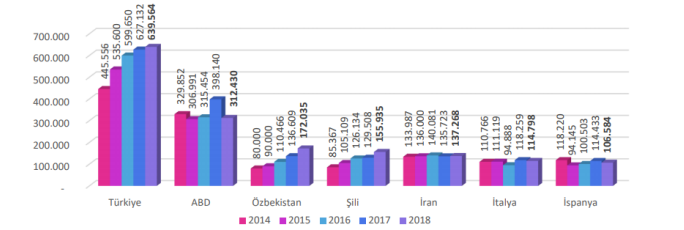 700.000
600.000
500.000
400.000
300.000
200.000
100.000
-
445.556 535.600 599.650 627.132 639.564
329.852 306.991 315.454 398.140 312.430
80.000 90.000 110.466 136.609 172.035
85.367 105.109 126.134 129.508 155.935
133.987 136.000 140.081 135.723 137.268
110.766 111.119 94.888 118.259 114.798
118.220 94.145 100.503 114.433 106.584
Türkiye ABD Özbekistan Şili İran İtalya İspanya
2014 2015 2016 2017 2018